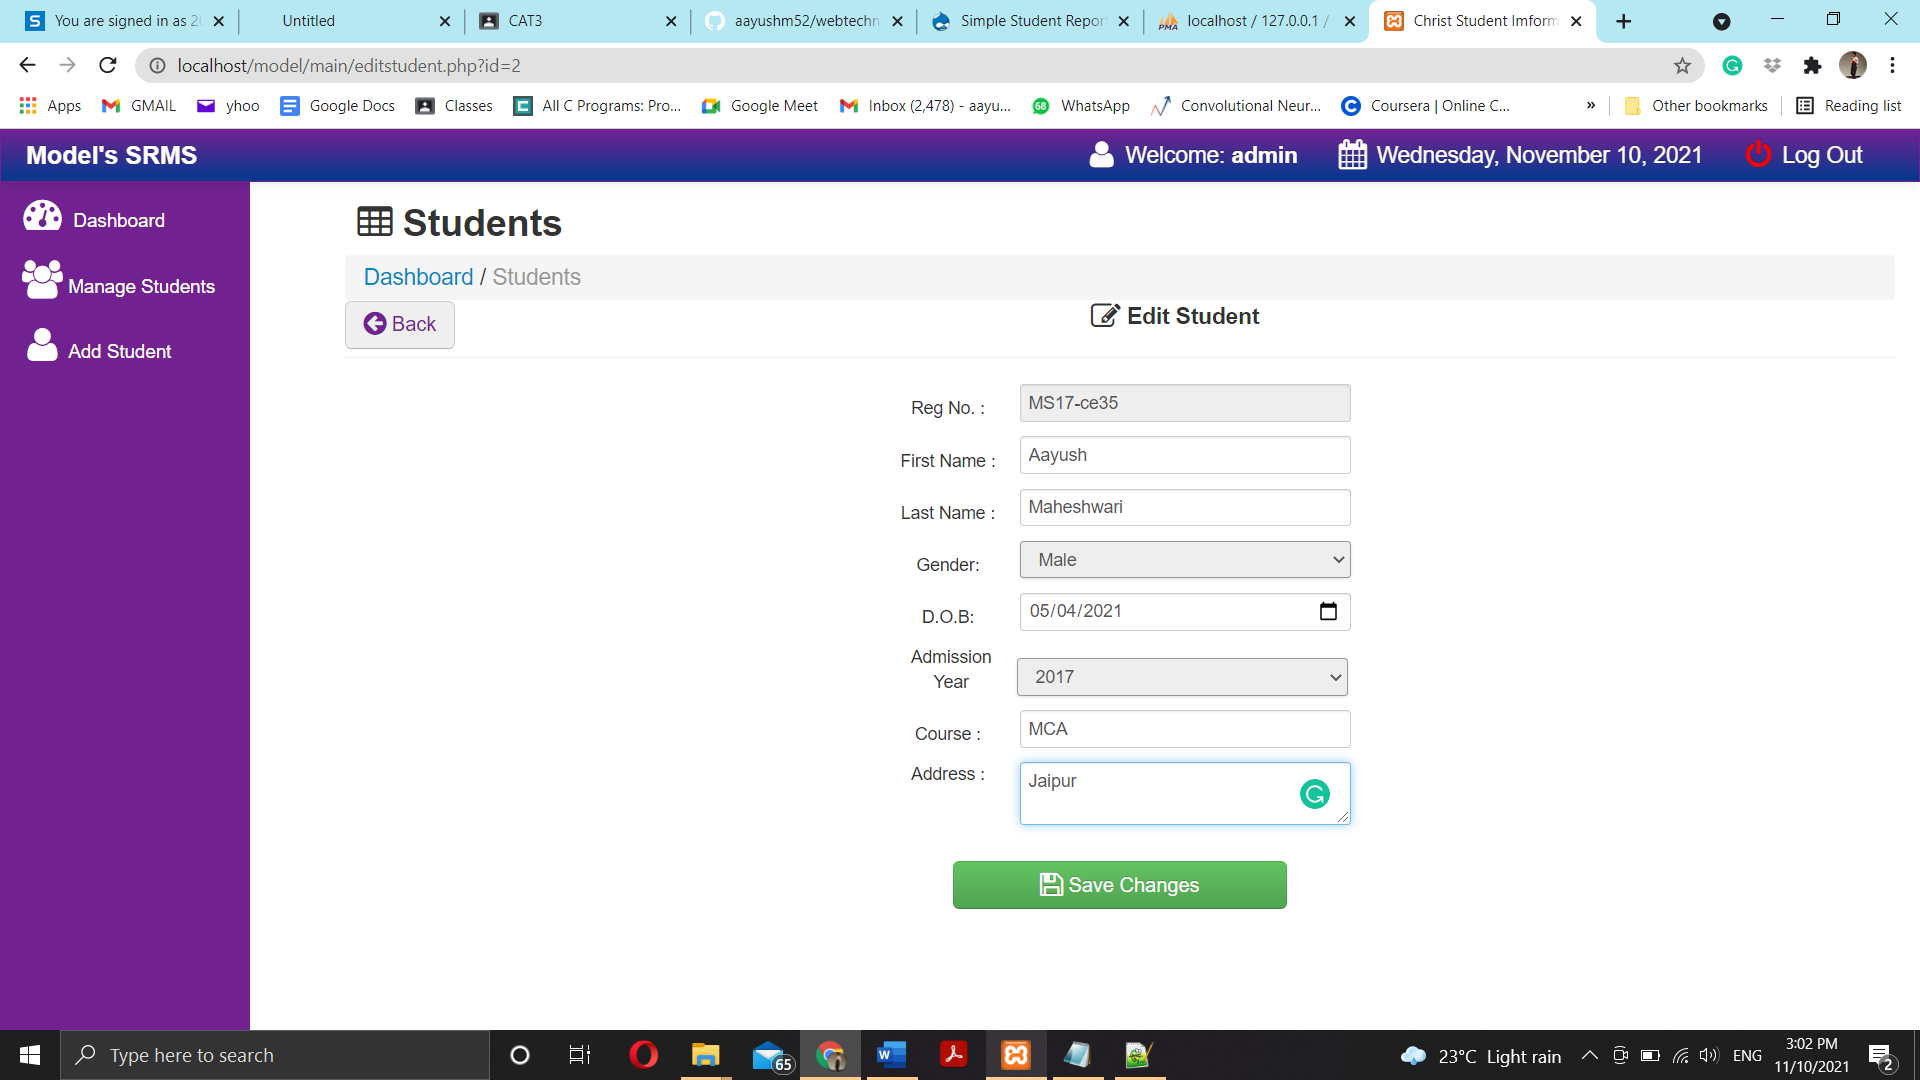 You are signed in as 20
Untitled
CAT3
aayushm52/webtechn
Simple Student Repor
localhost / 127.0.0.1 /
Christ Student Imform
localhost/model/main/editstudent.php?id=2
Apps
GMAIL
yhoo
Google Docs
Classes
All C Programs: Pro...
Google Meet
Inbox (2,478) - aayu...
WhatsApp
Convolutional Neur...
Coursera | Online C...
»
Other bookmarks
Reading list
Model's SRMS
Welcome: admin
Wednesday, November 10, 2021
Log Out
Dashboard
Manage Students
Add Student
Students
Dashboard / Students
Back
Edit Student
Reg No. : MS17-ce35
First Name : Aayush
Last Name : Maheshwari
Gender: Male
D.O.B: 05/04/2021
Admission
Year
2017
Course : MCA
Address : Jaipur
Save Changes
Type here to search
65
23°C Light rain
ENG
3:02 PM
11/10/2021
2